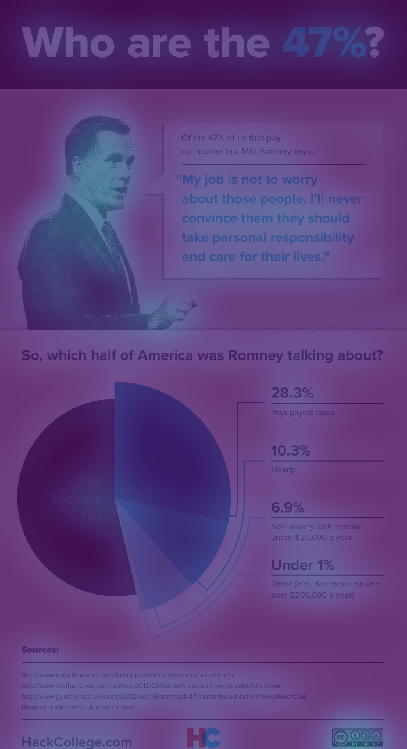 Who are the 47%?
Of the 47% of us that pay
no income tax, Mitt Romney says:
"My job is not to worry
about those people. I'll never
convince them they should
take personal responsibility
and care for their lives."
So, which half of America was Romney talking about?
28.3%
Pays payroll taxes
10.3%
Elderly
6.9%
Non-elderly with income
under $20,000 a year
Under 1%
Other (includes those making
over $200,000 a year)
Pay
Income
Tax
Sources:
HackCollege.com
HC